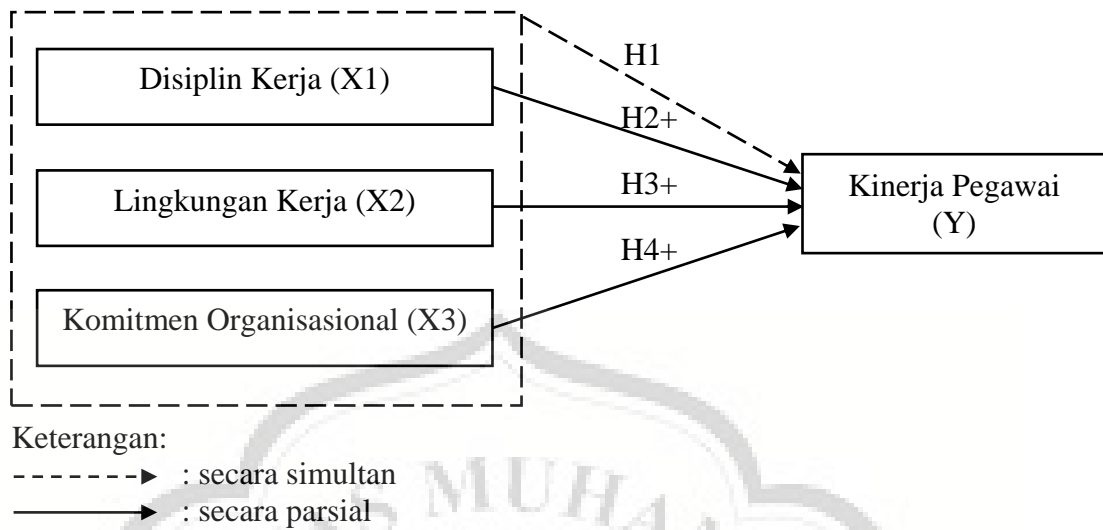 H1
Disiplin Kerja (X1)
H2+
Lingkungan Kerja (X2)
H3+
Kinerja Pegawai
(Y)
H4+
Komitmen Organisasional (X3)
Keterangan:
: secara simultan
: secara parsial
S MUHA